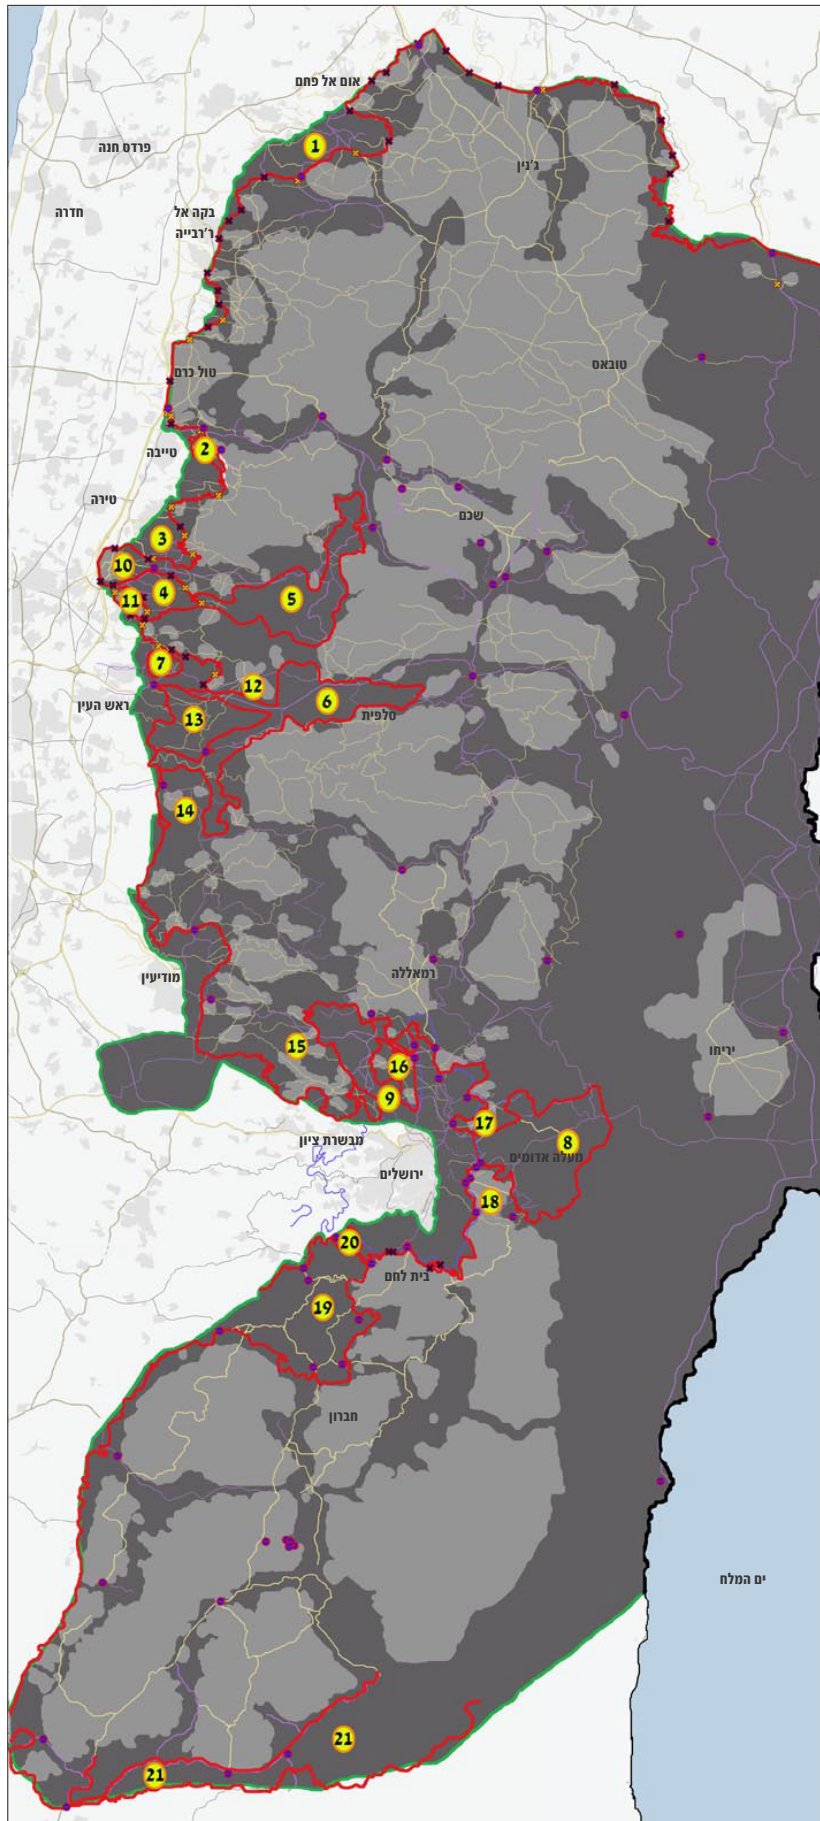 אום אל פחם
1
פרדס חנה
ג'נין
חדרה
בקה אל
ע'רבייה
טובאס
טול כרם
2
טייבה
טירה
שכם
3
10
4
11
5
7
12
6
ראש העין
13
סלפית
14
רמאללה
מודיעין
15
16
יריחו
9
17
מבשרת ציון
8
מעלה אדומים
ירושלים
18
20
בית לחם
19
חברון
ים המלח
21
21